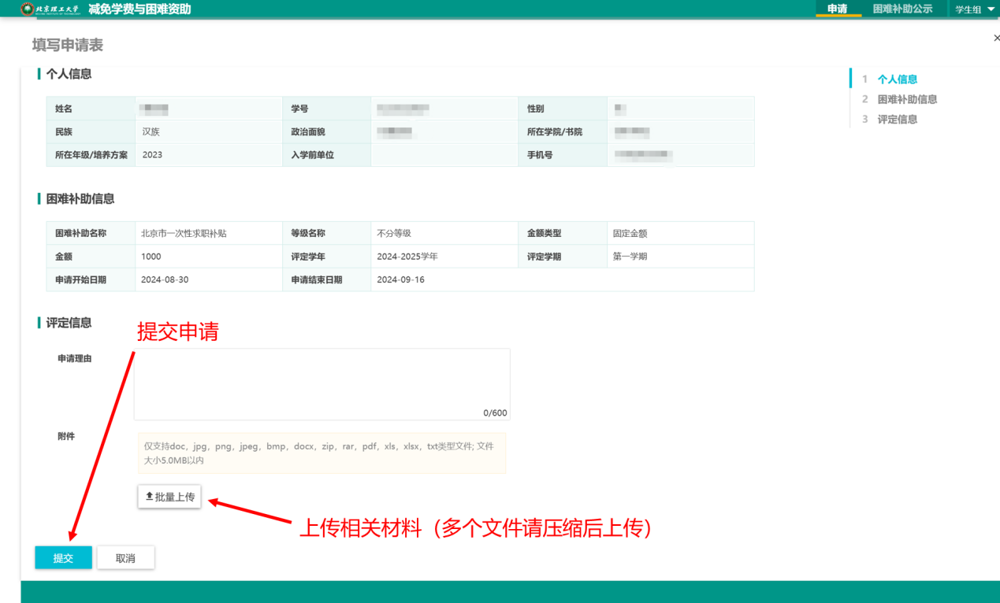 北京理工大学 减免学费与困难资助 申请 困难补助公示 学生组
BEIJING INSTITUTE OF TECHNOLOGY
填写申请表
个人信息
姓名 学号 性别
民族 汉族 政治面貌 所在学院/书院
所在年级/培养方案 2023 入学前单位 手机号
1 个人信息
2 困难补助信息
3 评定信息
困难补助信息
困难补助名称 北京市一次性求职补贴 等级名称 不分等级 金额类型 固定金额
金额 1000 评定学年 2024-2025学年 评定学期 第一学期
申请开始日期 2024-08-30 申请结束日期 2024-09-16
评定信息
提交申请
申请理由
0/600
附件
仅支持doc，jpg，png，jpeg，bmp，docx，zip，rar，pdf，xls，xlsx，txt类型文件; 文件
大小5.0MB以内
批量上传
上传相关材料（多个文件请压缩后上传）
提交 取消